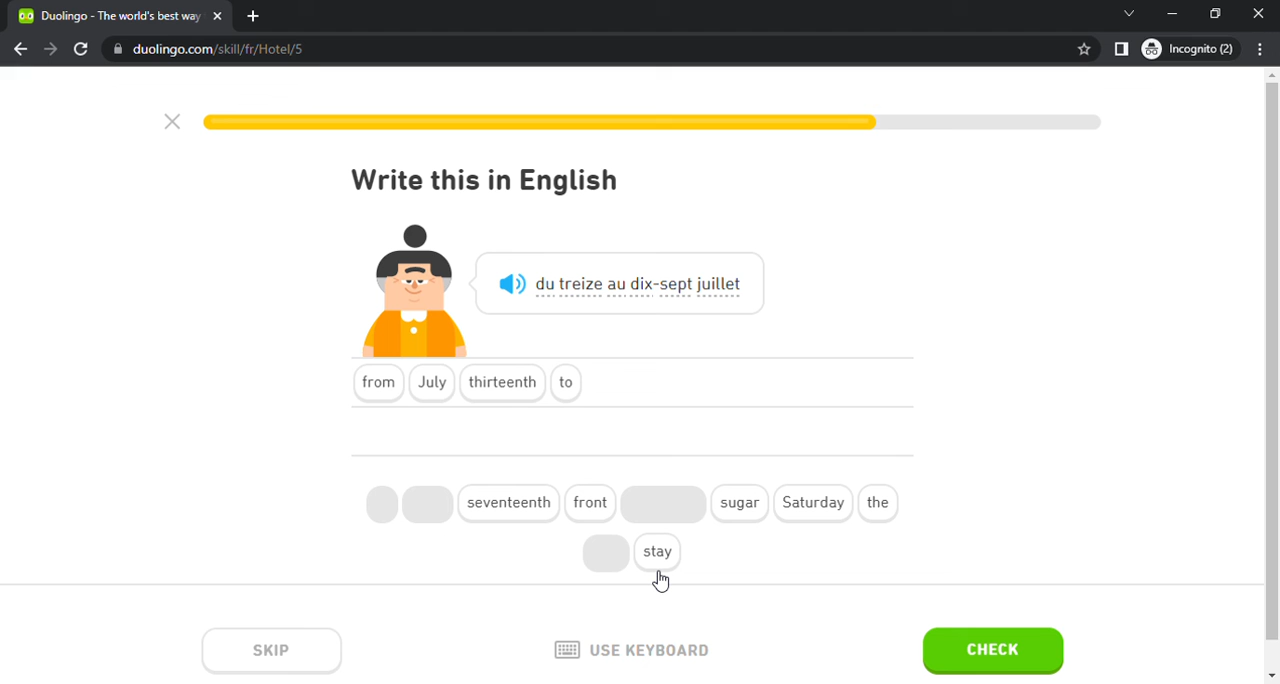 Duolingo - The world's best way
duolingo.com/skill/fr/Hotel/5
Incognito (2)
Write this in English
du treize au dix-sept juillet
from July thirteenth to
seventeenth front sugar Saturday the
stay
SKIP
USE KEYBOARD
CHECK